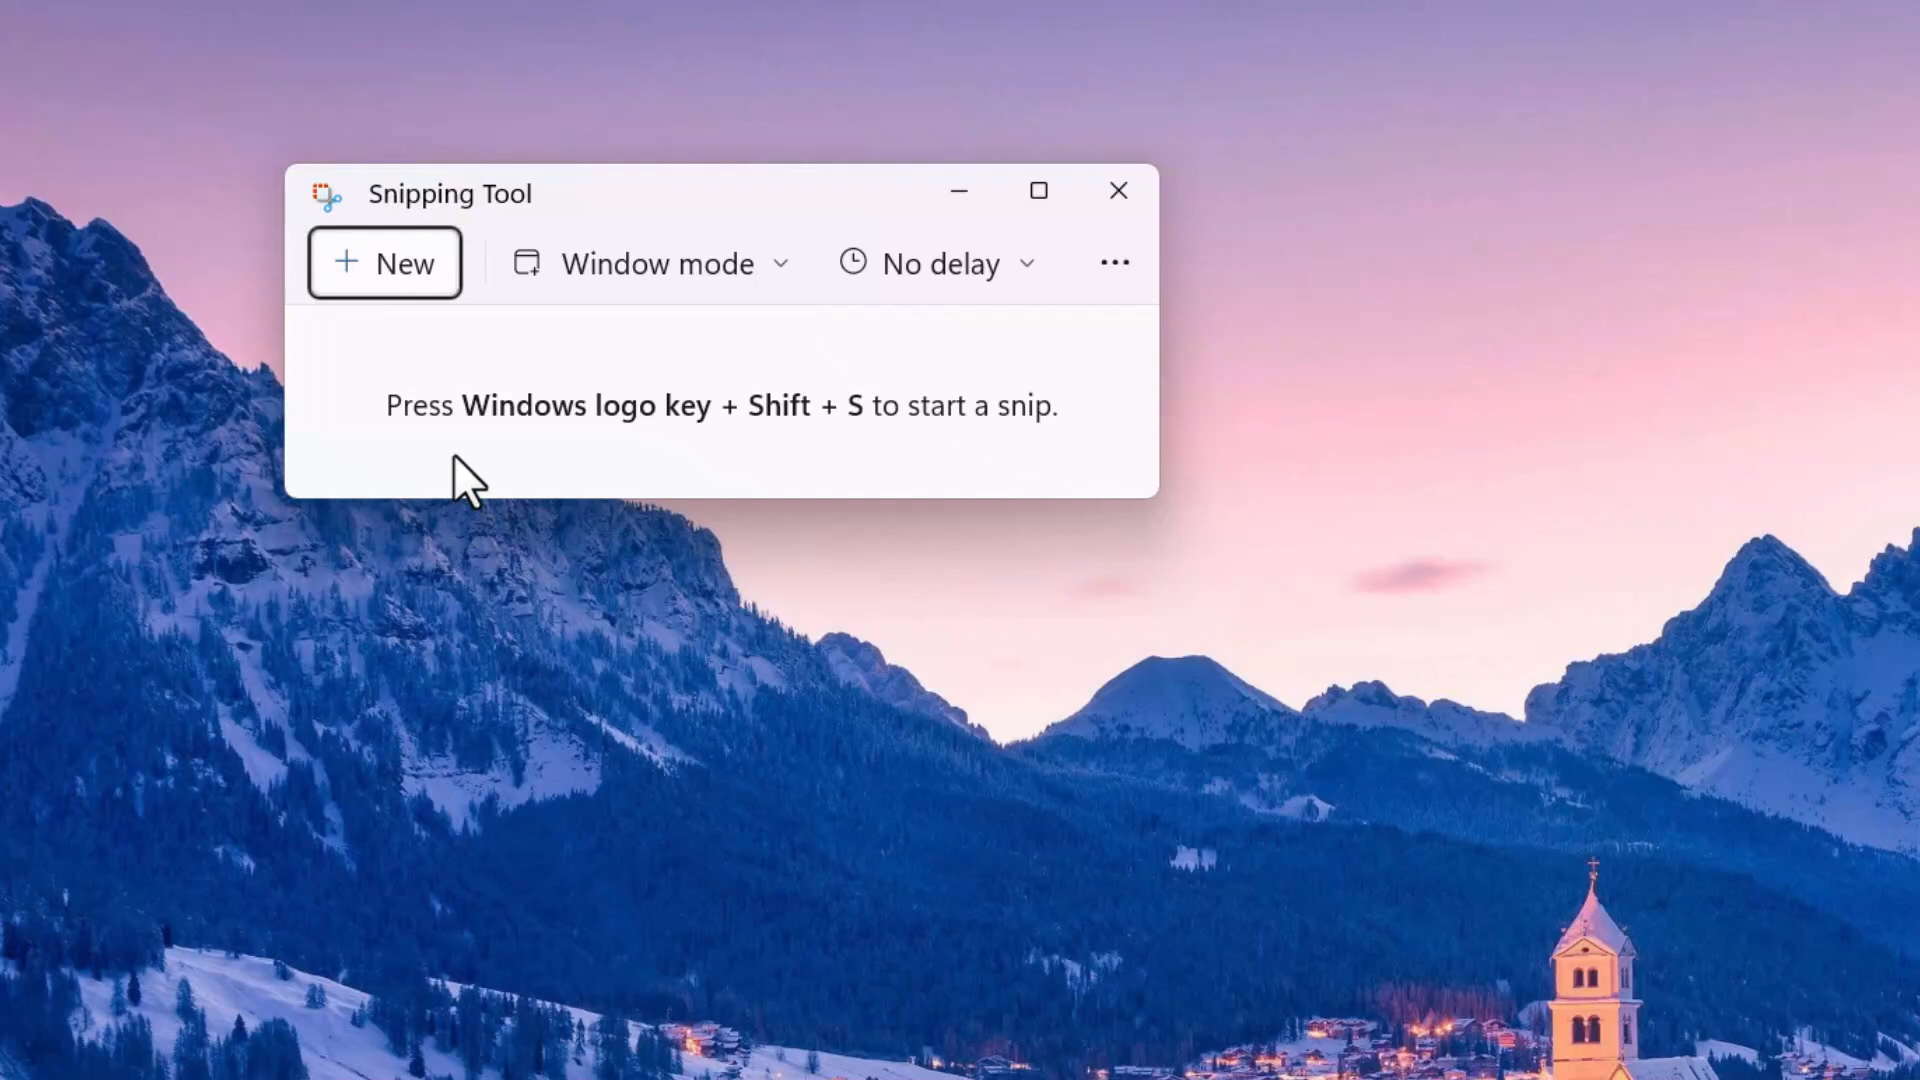 Snipping Tool
New
Window mode
No delay
Press Windows logo key + Shift + S to start a snip.